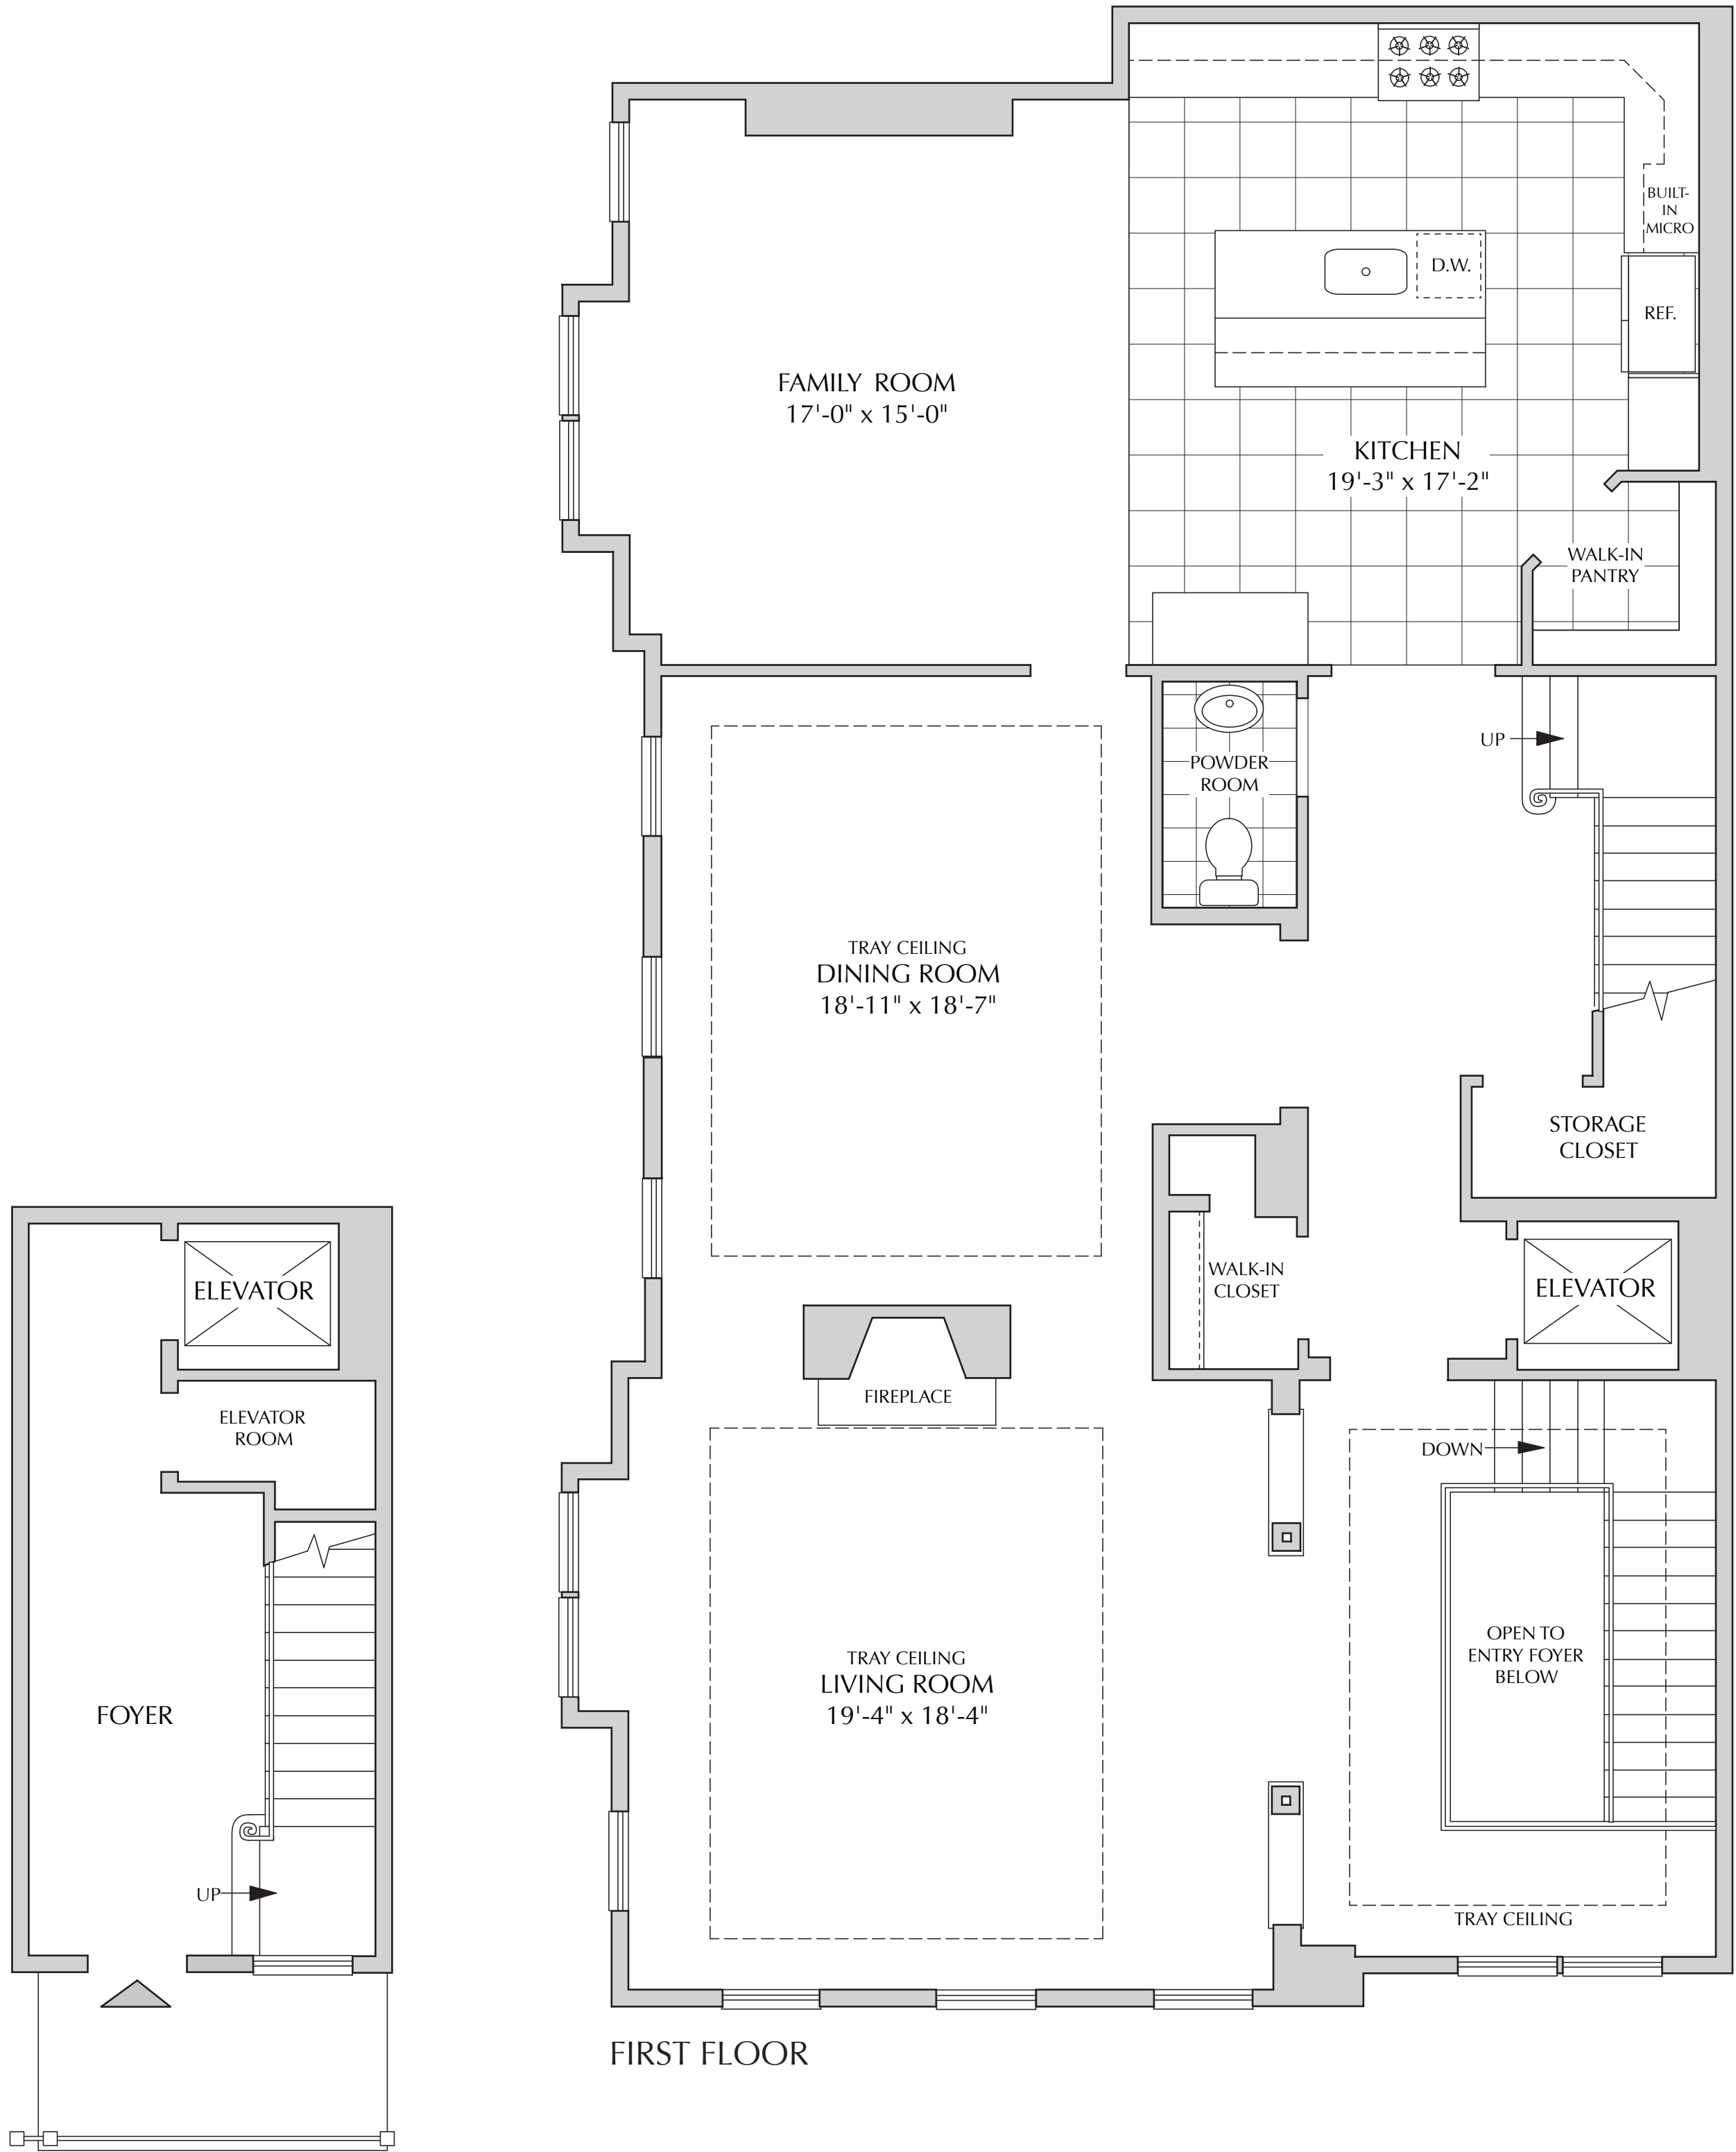 BUILT-
IN
MICRO
D.W.
REF.
FAMILY ROOM
17'-0" x 15'-0"
KITCHEN
19'-3" x 17'-2"
WALK-IN
PANTRY
UP
POWDER
ROOM
TRAY CEILING
DINING ROOM
18'-11" x 18'-7"
STORAGE
CLOSET
WALK-IN
CLOSET
ELEVATOR
ELEVATOR
FIREPLACE
ELEVATOR
ROOM
DOWN
OPEN TO
ENTRY FOYER
BELOW
TRAY CEILING
LIVING ROOM
19'-4" x 18'-4"
FOYER
UP
TRAY CEILING
FIRST FLOOR